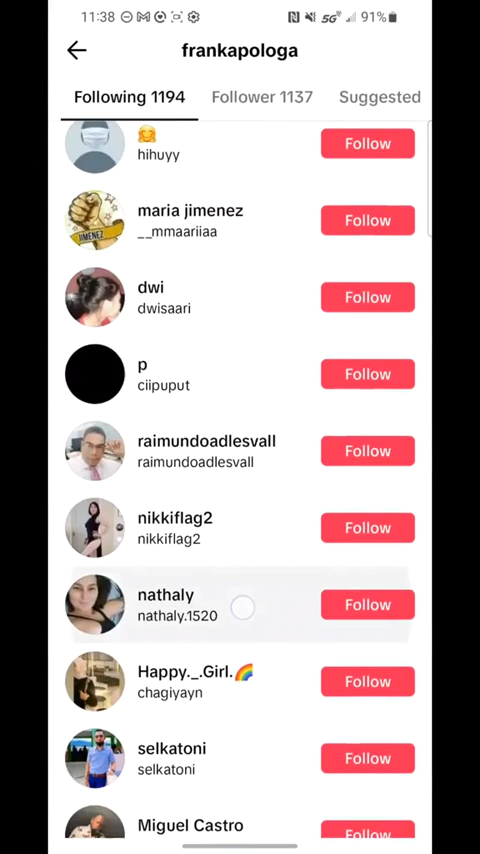 11:38
5G
91%
frankapologa
Following 1194
Follower 1137
Suggested
hihuyy
Follow
JIMENEZ
maria jimenez
__mmaariiaa
Follow
dwi
dwisaari
Follow
p
ciipuput
Follow
raimundoadlesvall
raimundoadlesvall
Follow
nikkiflag2
nikkiflag2
Follow
nathaly
nathaly.1520
Follow
Happy._.Girl.🌈
chagiyayn
Follow
selkatoni
selkatoni
Follow
Miguel Castro
Follow